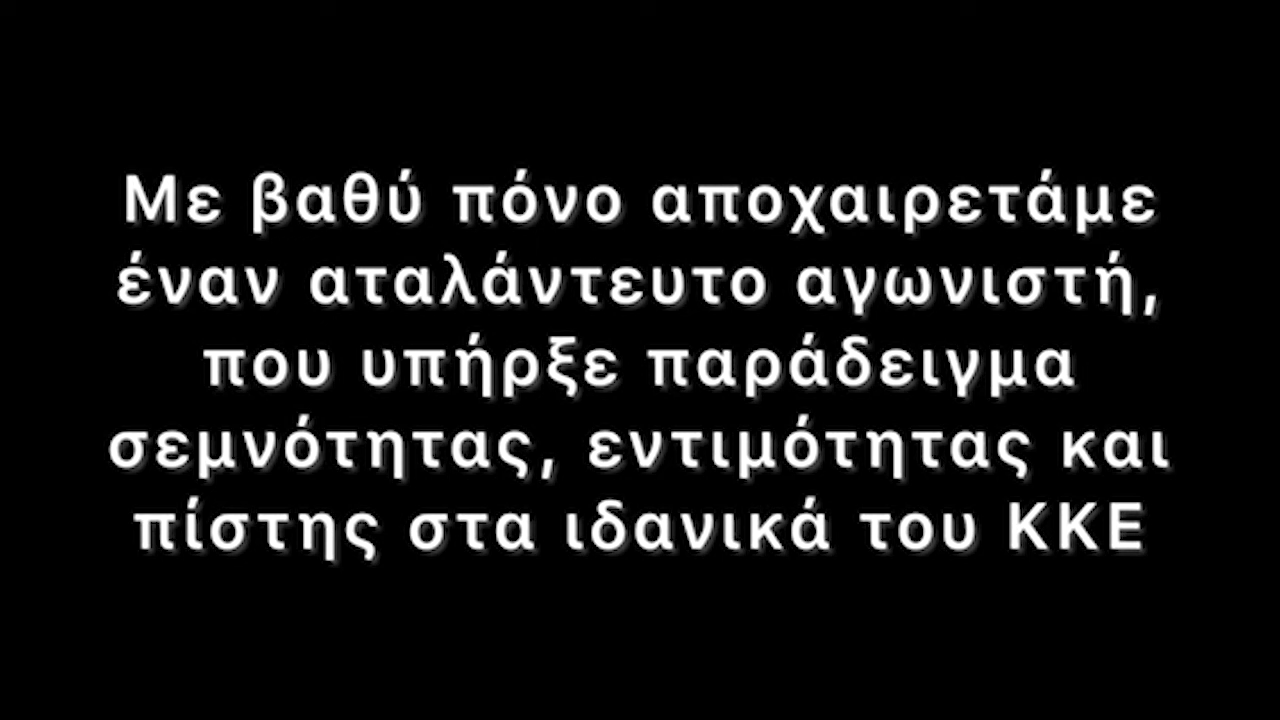 Με βαθύ πόνο αποχαιρετάμε
έναν αταλάντευτο αγωνιστή,
που υπήρξε παράδειγμα
σεμνότητας, εντιμότητας και
πίστης στα ιδανικά του ΚΚΕ